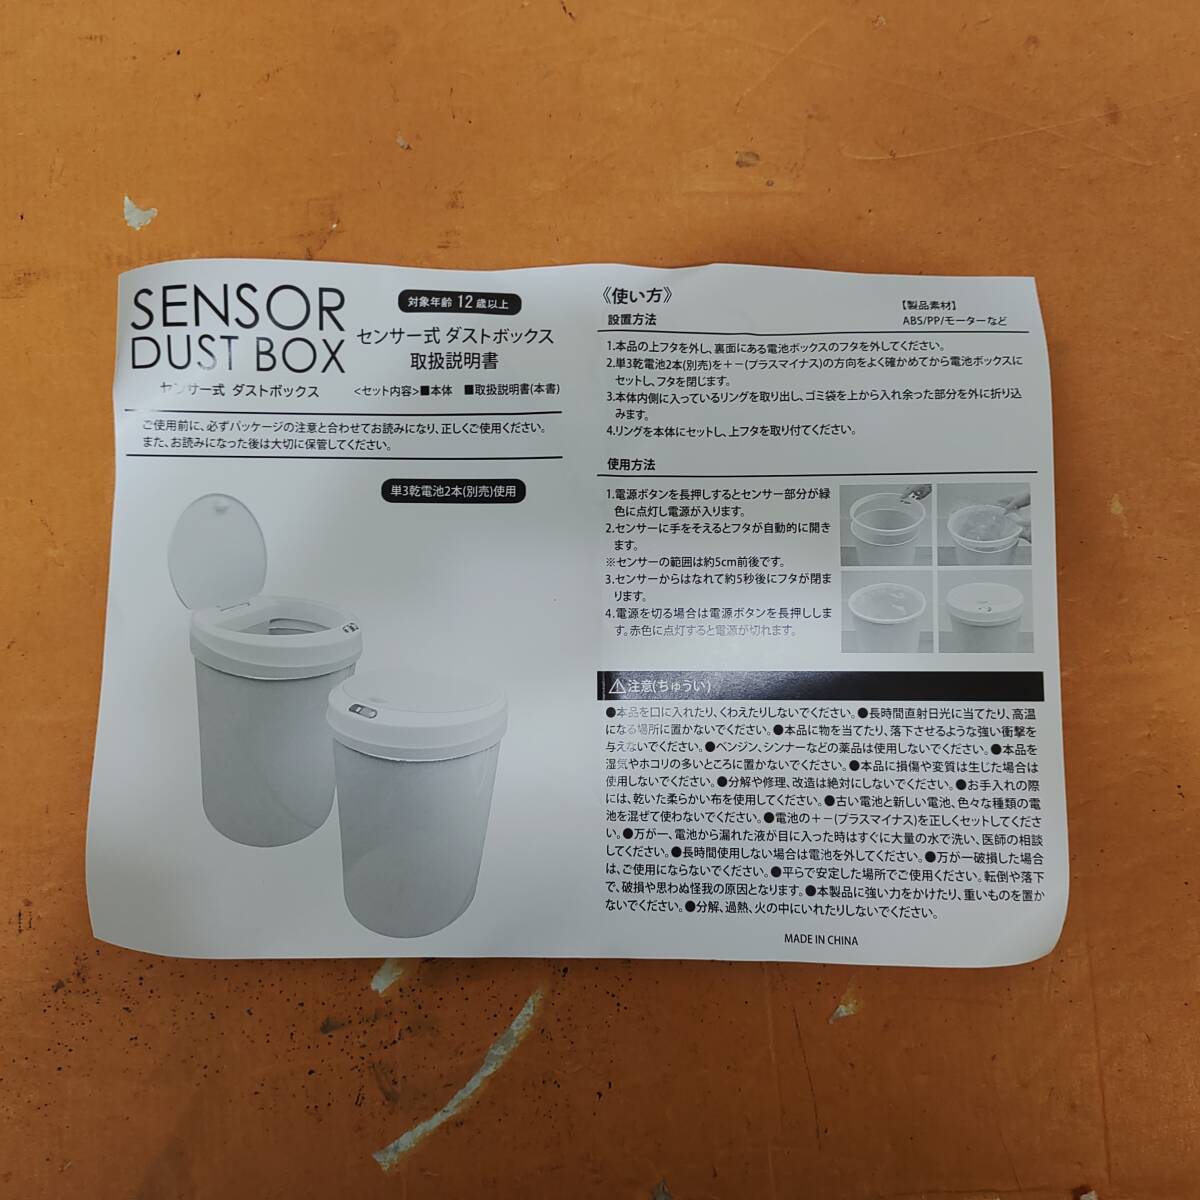 SENSOR
DUST BOX
センサー式 ダストボックス
対象年齢 12 歳以上
センサー式 ダストボックス
取扱説明書
<セット内容>■本体 ■取扱説明書(本書)
ご使用前に、必ずパッケージの注意と合わせてお読みになり、正しくご使用ください。
また、お読みになった後は大切に保管してください。
単3乾電池2本(別売)使用
《使い方》
【製品素材】
ABS/PP/モーターなど
設置方法
1.本品の上フタを外し、裏面にある電池ボックスのフタを外してください。
2.単3乾電池2本(別売)を+-(プラスマイナス)の方向をよく確かめてから電池ボックスに
セットし、フタを閉じます。
3.本体内側に入っているリングを取り出し、ゴミ袋を上から入れ余った部分を外に折り込
みます。
4.リングを本体にセットし、上フタを取り付てください。
使用方法
1.電源ボタンを長押しするとセンサー部分が緑
色に点灯し電源が入ります。
2.センサーに手をそえるとフタが自動的に開き
ます。
※センサーの範囲は約5cm前後です。
3.センサーからはなれて約5秒後にフタが閉ま
ります。
4.電源を切る場合は電源ボタンを長押ししま
す。赤色に点灯すると電源が切れます。
⚠注意(ちゅうい)
●本品を口に入れたり、くわえたりしないでください。●長時間直射日光に当てたり、高温
になる場所に置かないでください。●本品に物を当てたり、落下させるような強い衝撃を
与えないでください。●ベンジン、シンナーなどの薬品は使用しないでください。●本品を
湿気やホコリの多いところに置かないでください。●本品に損傷や変質は生じた場合は
使用しないでください。●分解や修理、改造は絶対にしないでください。●お手入れの際
には、乾いた柔らかい布を使用してください。●古い電池と新しい電池、色々な種類の電
池を混ぜて使わないでください。●電池の+-(プラスマイナス)を正しくセットしてくださ
い。●万が一、電池から漏れた液が目に入った時はすぐに大量の水で洗い、医師の相談
してください。●長時間使用しない場合は電池を外してください。●万が一破損した場合
は、ご使用にならないでください。●平らで安定した場所でご使用ください。転倒や落下
で、破損や思わぬ怪我の原因となります。●本製品に強い力をかけたり、重いものを置か
ないでください。●分解、過熱、火の中にいれたりしないでください。
MADE IN CHINA